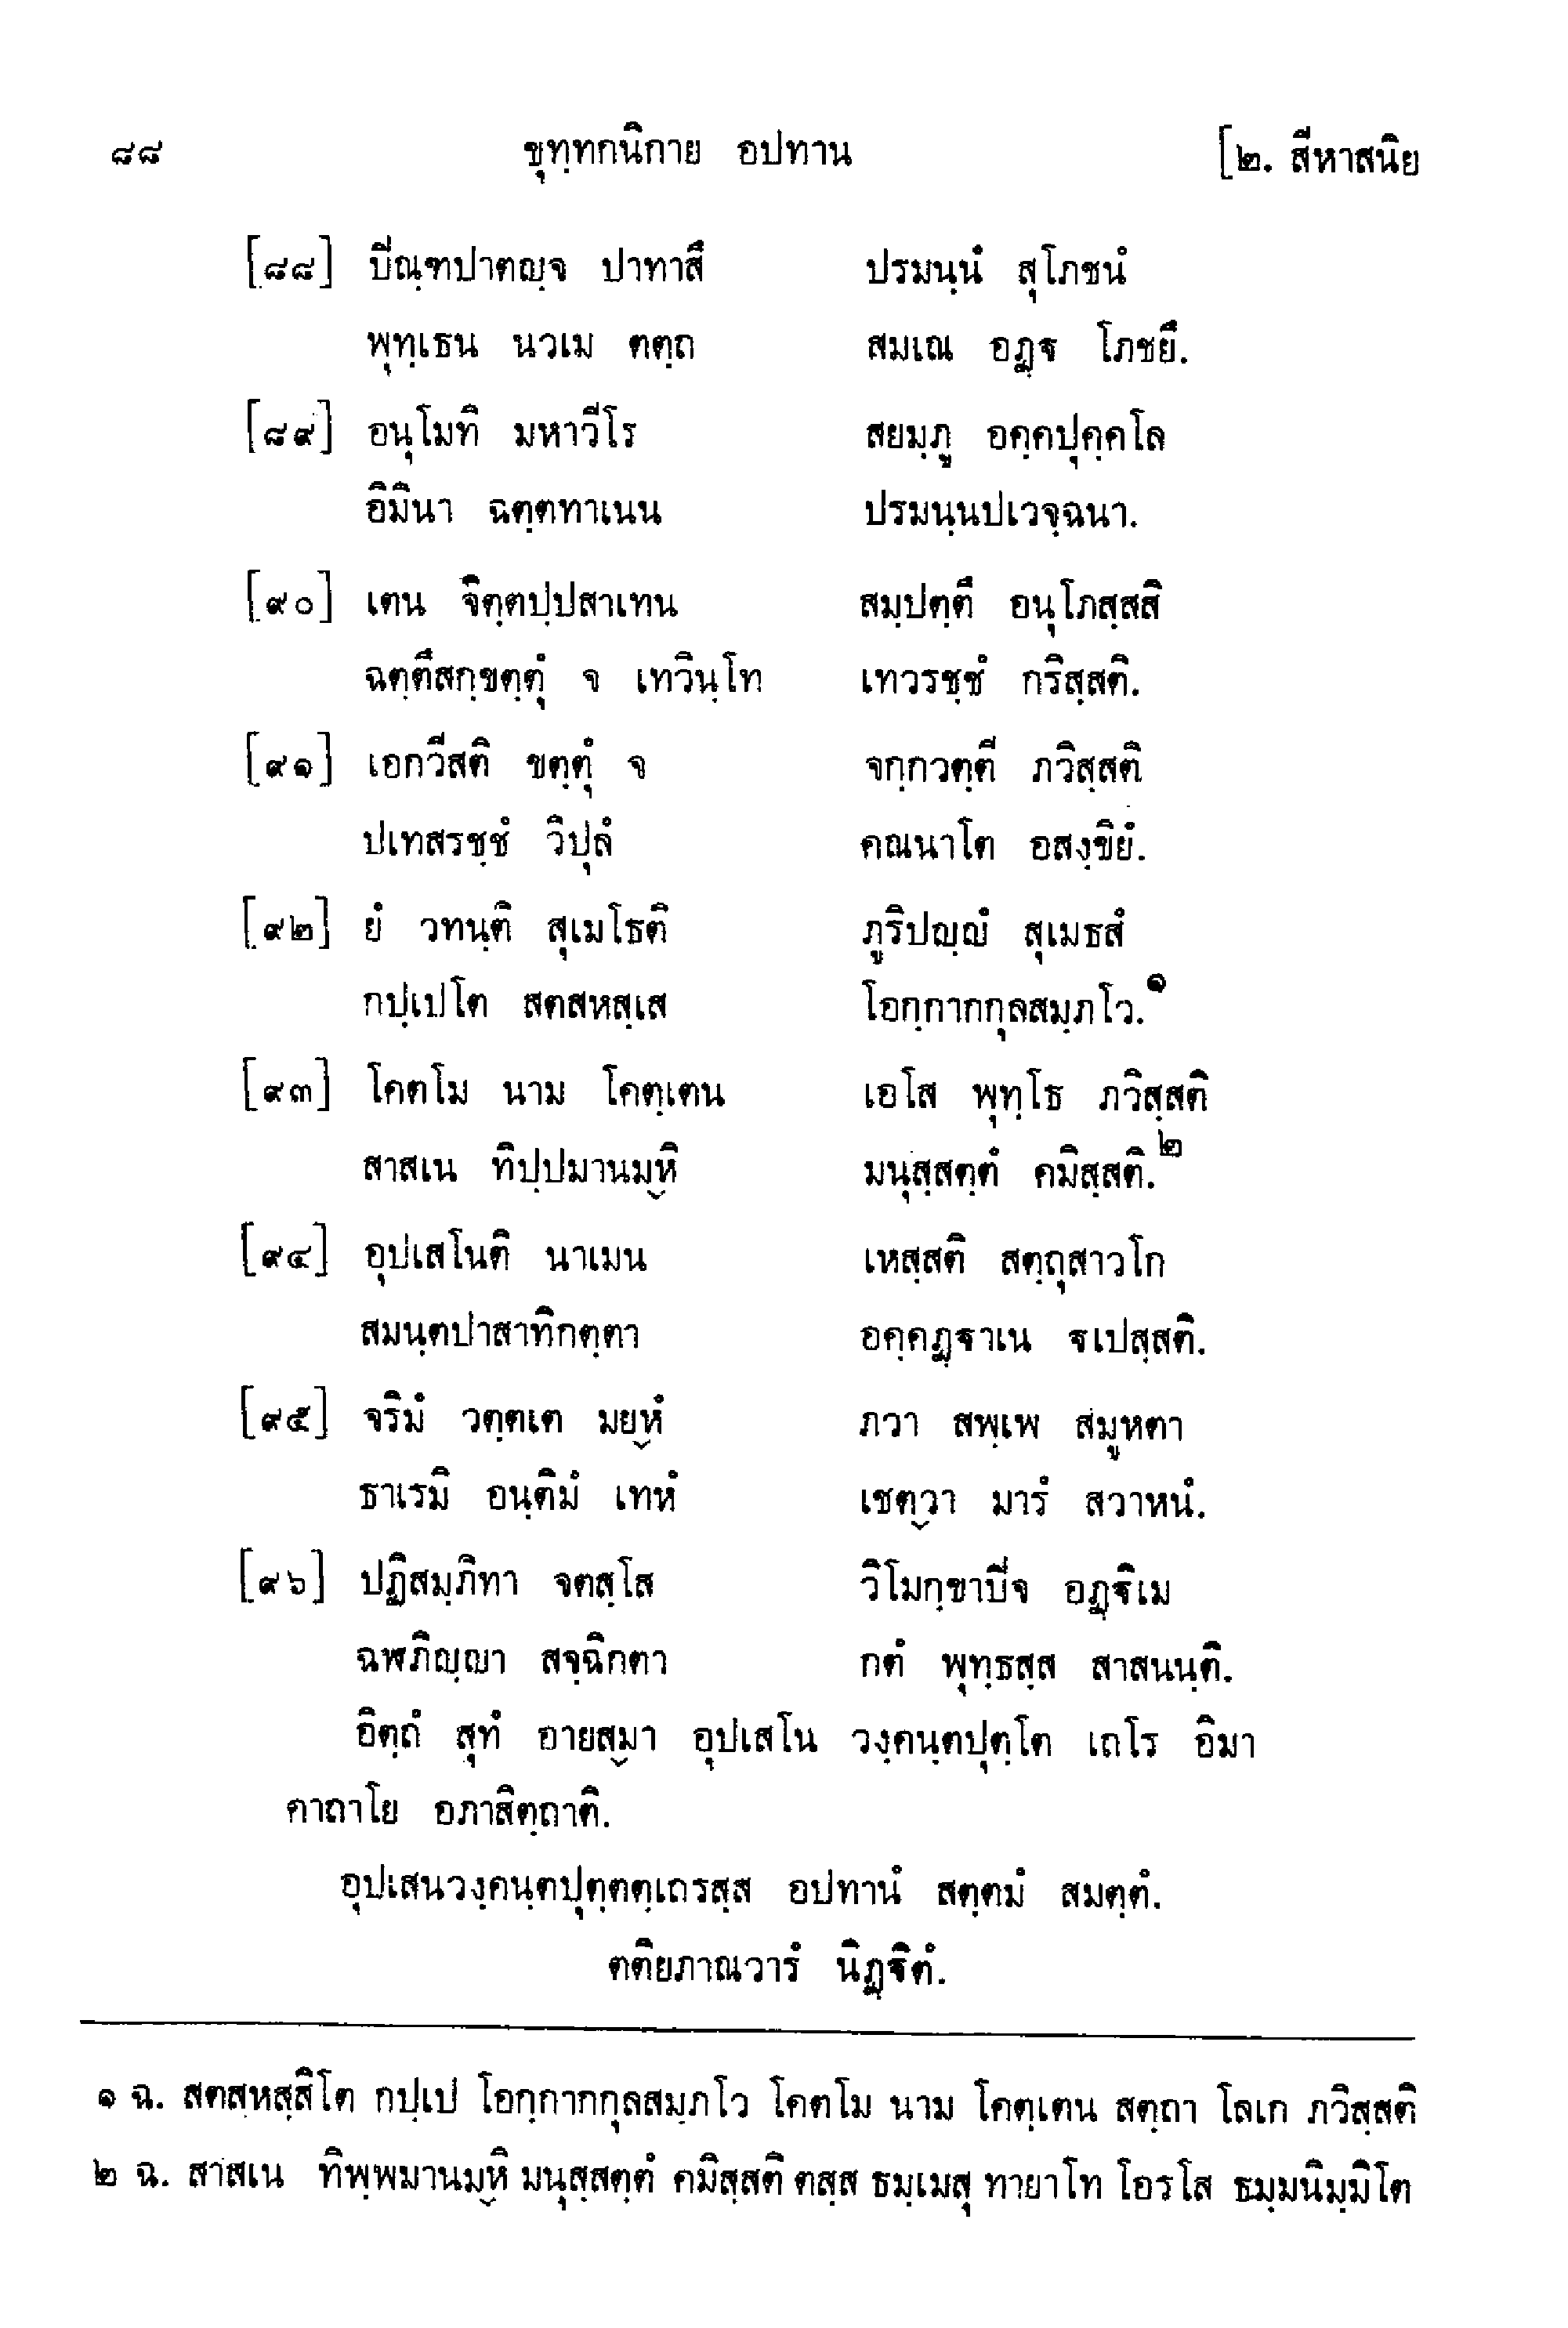 ๘๘ ขุทฺทกนิกาย อปทาน [๒. สีหาสนิย
[๘๘] ปิณฺฑปาตญฺจ ปาทาสึ ปรมนฺนํ สุโภชนํ
พุทฺเธน นวเม ตตฺถ สมเณ อฏฺฐ โภชยึ.
[๘๙] อนุโมทิ มหาวีโร สยมฺภู อคฺคปุคฺคโล
อิมินา ฉตฺตทาเนน ปรมนฺนปเวจฺฉนา.
[๙๐] เตน จิตฺตปฺปสาเทน สมฺปตฺตึ อนุโภสฺสสิ
ฉตฺตึสกฺขตฺตุํ จ เทวินฺโท เทวรชฺชํ กริสฺสติ.
[๙๑] เอกวีสติ ขตฺตุํ จ จกฺกวตฺตี ภวิสฺสติ
ปเทสรชฺชํ วิปุลํ คณนาโต อสงฺขิยํ.
[๙๒] ยํ วทนฺติ สุเมโธติ ภูริปญฺญํ สุเมธสํ
กปฺเปโต สตสหสฺเส โอกฺกากกุลสมฺภโว.๑
[๙๓] โคตโม นาม โคตฺเตน เอโส พุทฺโธ ภวิสฺสติ
สาสเน ทิปฺปมานมฺหิ มนุสฺสตฺตํ คมิสฺสติ.๒
[๙๔] อุปเสโนติ นาเมน เหสฺสติ สตฺถุสาวโก
สมนฺตปาสาทิกตฺตา อคฺคฏฺฐาเน ฐเปสฺสติ.
[๙๕] จริมํ วตฺตเต มยฺหํ ภวา สพฺเพ สมูหตา
ธาเรมิ อนฺติมํ เทหํ เชตฺวา มารํ สวาหนํ.
[๙๖] ปฏิสมฺภิทา จตสฺโส วิโมกฺขาปิจ อฏฺฐิเม
ฉฬภิญฺญา สจฺฉิกตา กตํ พุทฺธสฺส สาสนนฺติ.
อิตฺถํ สุทํ อายสฺมา อุปเสโน วงฺคนฺตปุตฺโต เถโร อิมา
คาถาโย อภาสิตฺถาติ.
อุปเสนวงฺคนฺตปุตฺตตฺเถรสฺส อปทานํ สตฺตมํ สมตฺตํ.
ตติยภาณวารํ นิฏฺฐิตํ.
๑ ฉ. สตสหสฺสิโต กปฺเป โอกฺกากกุลสมฺภโว โคตโม นาม โคตฺเตน สตฺถา โลเก ภวิสฺสติ
๒ ฉ. สาสเน ทิพฺพมานมฺหิ มนุสฺสตฺตํ คมิสฺสติ ตสฺส ธมฺเมสุ ทายาโท โอรโส ธมฺมนิมฺมิโต